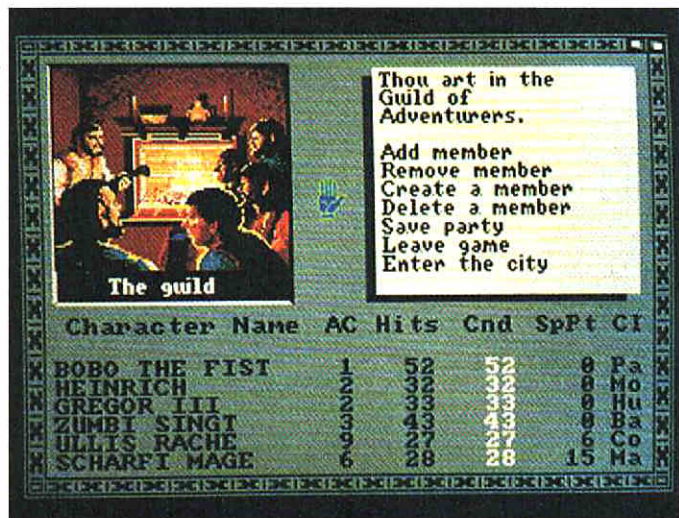 Thou art in the
Guild of
Adventurers.
Add member
Remove member
Create a member
Delete a member
Save party
Leave game
Enter the city
The guild
Character Name AC Hits Cnd SpPt Cl
BOBO THE FIST 1 52 52 0 Pa
HEINRICH 2 32 32 0 Mo
GREGOR III 2 33 33 0 Hu
ZUMBI SINGT 3 43 43 0 Ba
ULLIS RACHE 9 27 27 6 Co
SCHARFI MAGE 6 28 28 15 Ma